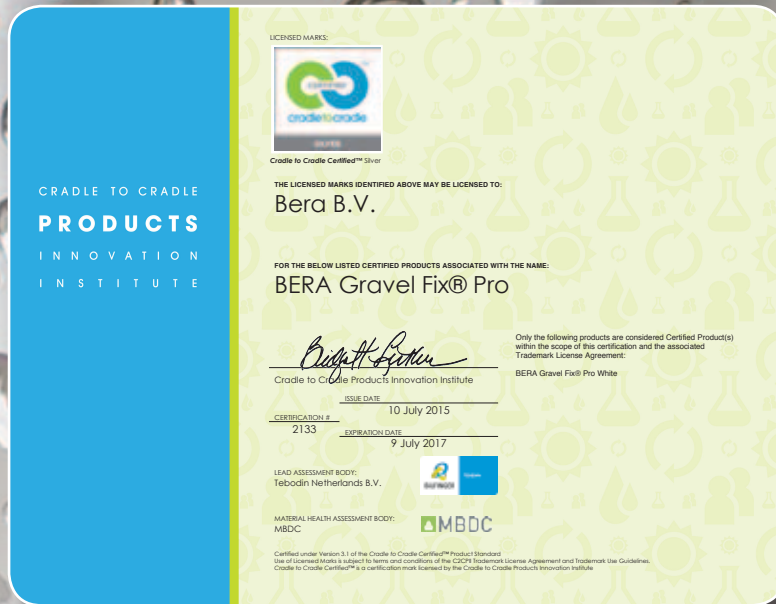 CRADLE TO CRADLE
PRODUCTS
INNOVATION
INSTITUTE
LICENSED MARKS:
CERTIFIED
cradletocradle
SILVER
Cradle to Cradle Certified™ Silver
THE LICENSED MARKS IDENTIFIED ABOVE MAY BE LICENSED TO:
Bera B.V.
FOR THE BELOW LISTED CERTIFIED PRODUCTS ASSOCIATED WITH THE NAME:
BERA Gravel Fix® Pro
Cradle to Cradle Products Innovation Institute
ISSUE DATE
10 July 2015
CERTIFICATION #
2133
EXPIRATION DATE
9 July 2017
Only the following products are considered Certified Product(s)
within the scope of this certification and the associated
Trademark License Agreement:
BERA Gravel Fix® Pro White
LEAD ASSESSMENT BODY:
Tebodin Netherlands B.V.
BILFINGER
MATERIAL HEALTH ASSESSMENT BODY:
MBDC
MBDC
Certified under Version 3.1 of the Cradle to Cradle Certified™ Product Standard
Use of Licensed Marks is subject to terms and conditions of the C2CPII Trademark License Agreement and Trademark Use Guidelines.
Cradle to Cradle Certified™ is a certification mark licensed by the Cradle to Cradle Products Innovation Institute